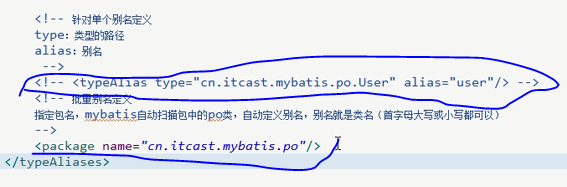 <!-- 针对单个别名定义
type：类型的路径
alias：别名
-->
<!-- <typeAlias type="cn.itcast.mybatis.po.User" alias="user"/> -->
<!-- 批量别名定义
指定包名，mybatis自动扫描包中的po类，自动定义别名，别名就是类名（首字母大写或小写都可以）
-->
<package name="cn.itcast.mybatis.po"/>
</typeAliases>